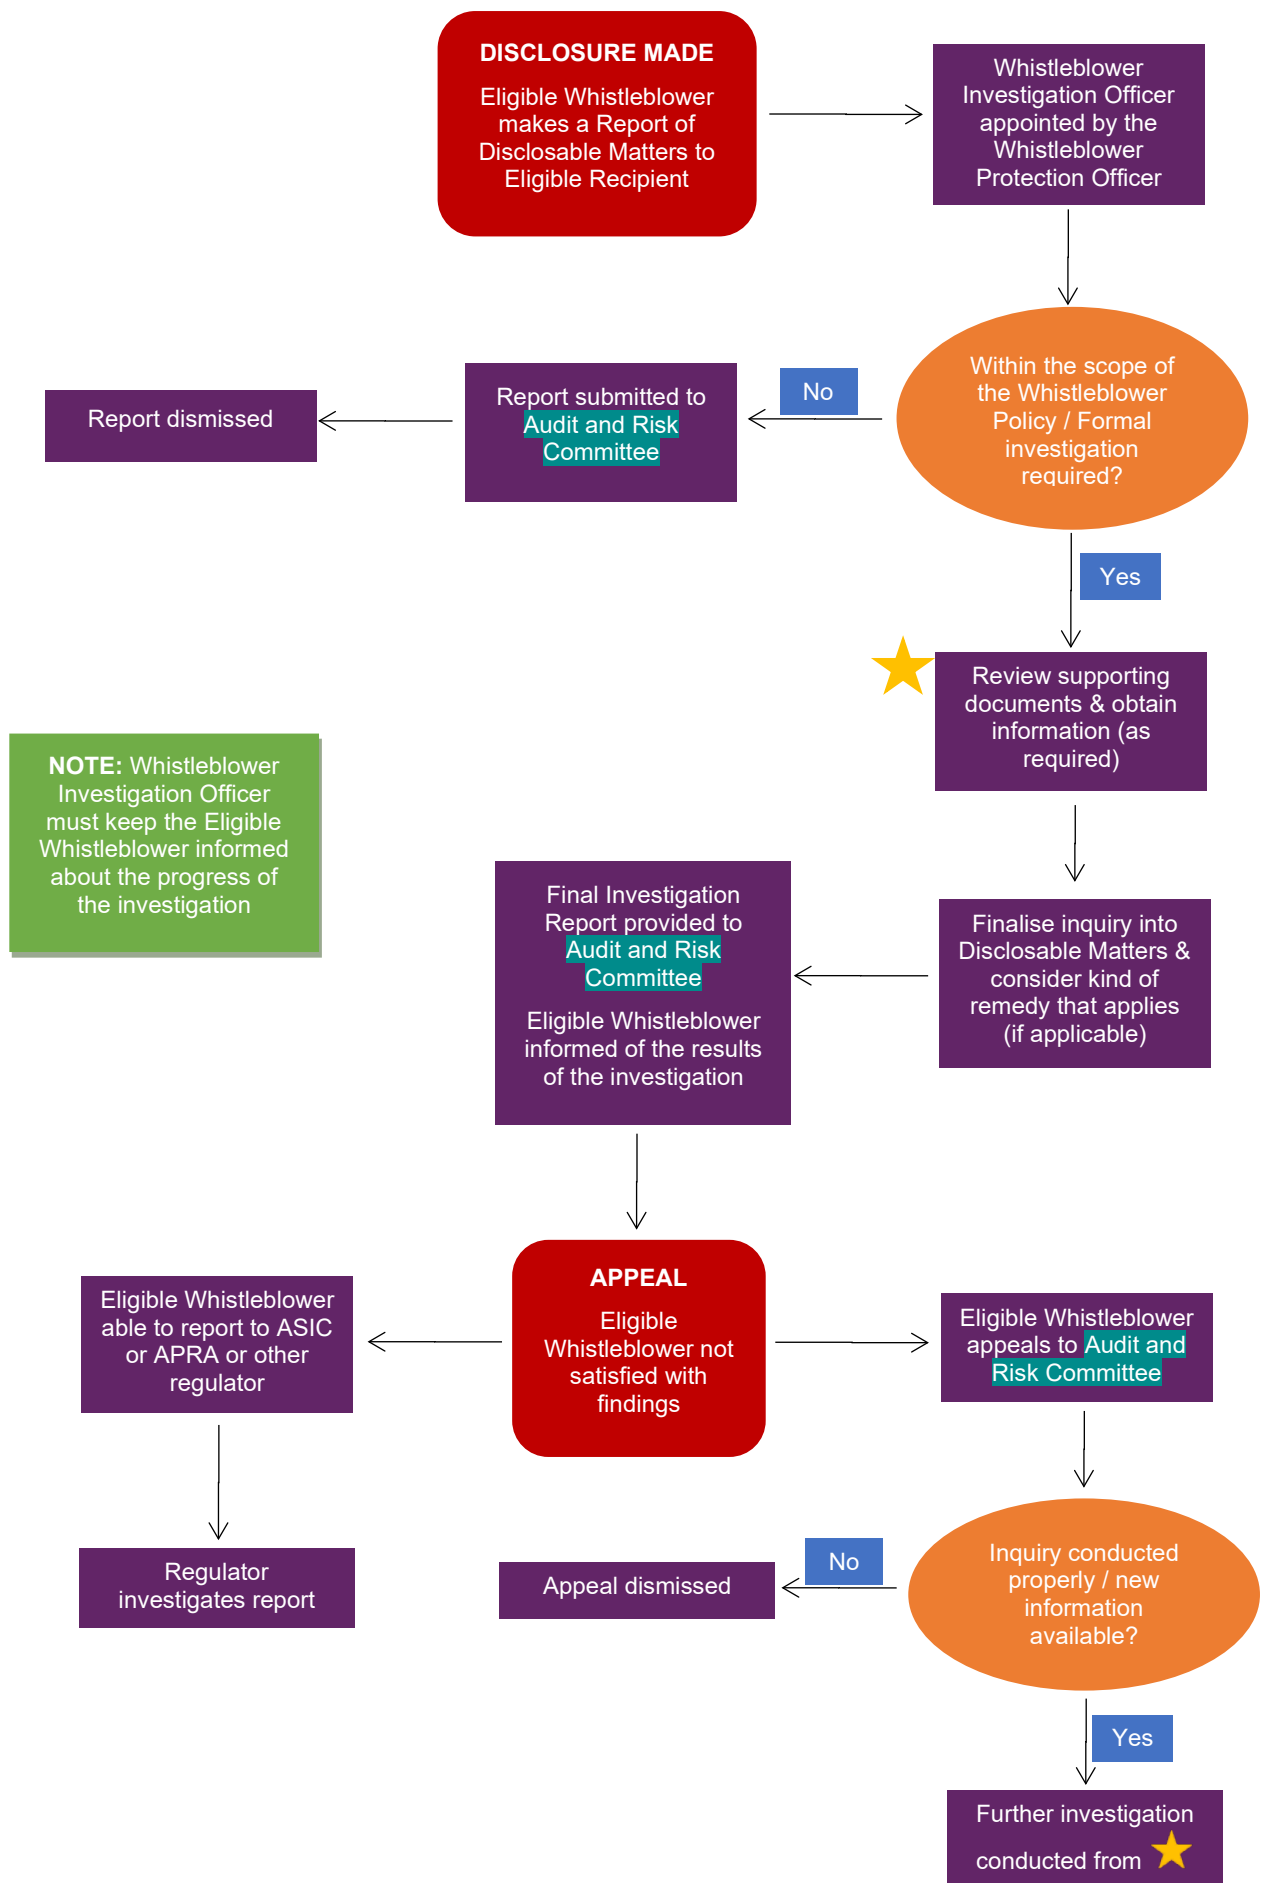 DISCLOSURE MADE
Eligible Whistleblower
makes a Report of
Disclosable Matters to
Eligible Recipient
Whistleblower
Investigation Officer
appointed by the
Whistleblower
Protection Officer
Within the scope of
the Whistleblower
Policy / Formal
investigation
required?
No
Report submitted to
Audit and Risk
Committee
Report dismissed
Yes
Review supporting
documents & obtain
information (as
required)
NOTE: Whistleblower
Investigation Officer
must keep the Eligible
Whistleblower informed
about the progress of
the investigation
Finalise inquiry into
Disclosable Matters &
consider kind of
remedy that applies
(if applicable)
Final Investigation
Report provided to
Audit and Risk
Committee
Eligible Whistleblower
informed of the results
of the investigation
APPEAL
Eligible
Whistleblower not
satisfied with
findings
Eligible Whistleblower
able to report to ASIC
or APRA or other
regulator
Regulator
investigates report
Eligible Whistleblower
appeals to Audit and
Risk Committee
Inquiry conducted
properly / new
information
available?
No
Appeal dismissed
Yes
Further investigation
conducted from